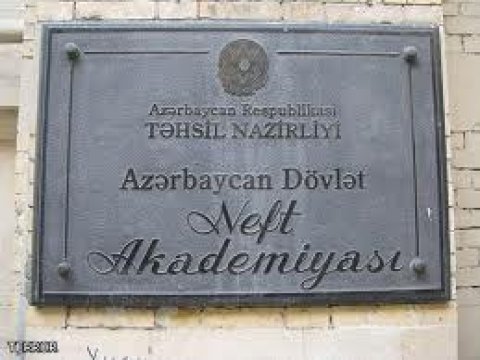 Azərbaycan Respublikası
TƏHSİL NAZİRLİYİ
Azərbaycan Dövlət
Neft
Akademiyası